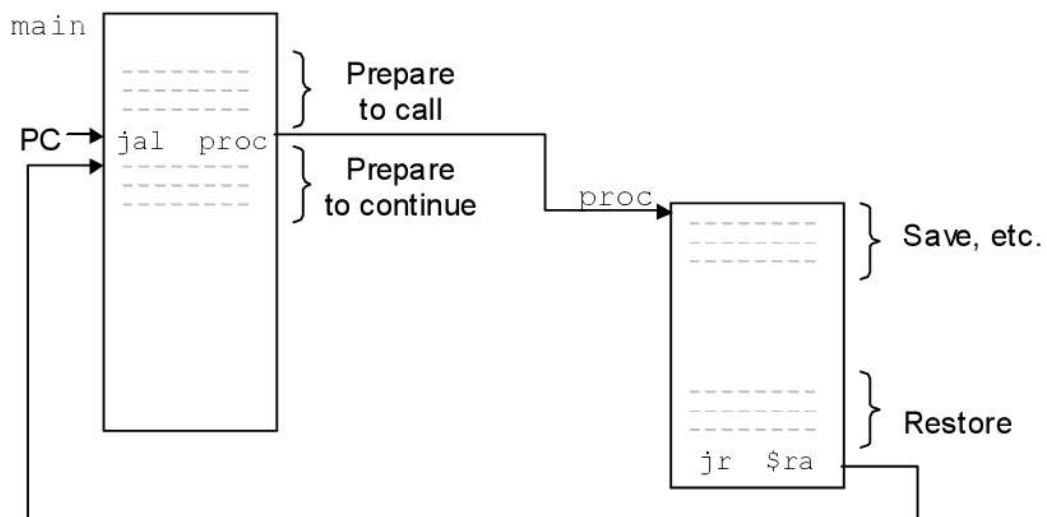 main
Prepare
to call
PC
jal proc
Prepare
to continue
proc
Save, etc.
Restore
jr $ra